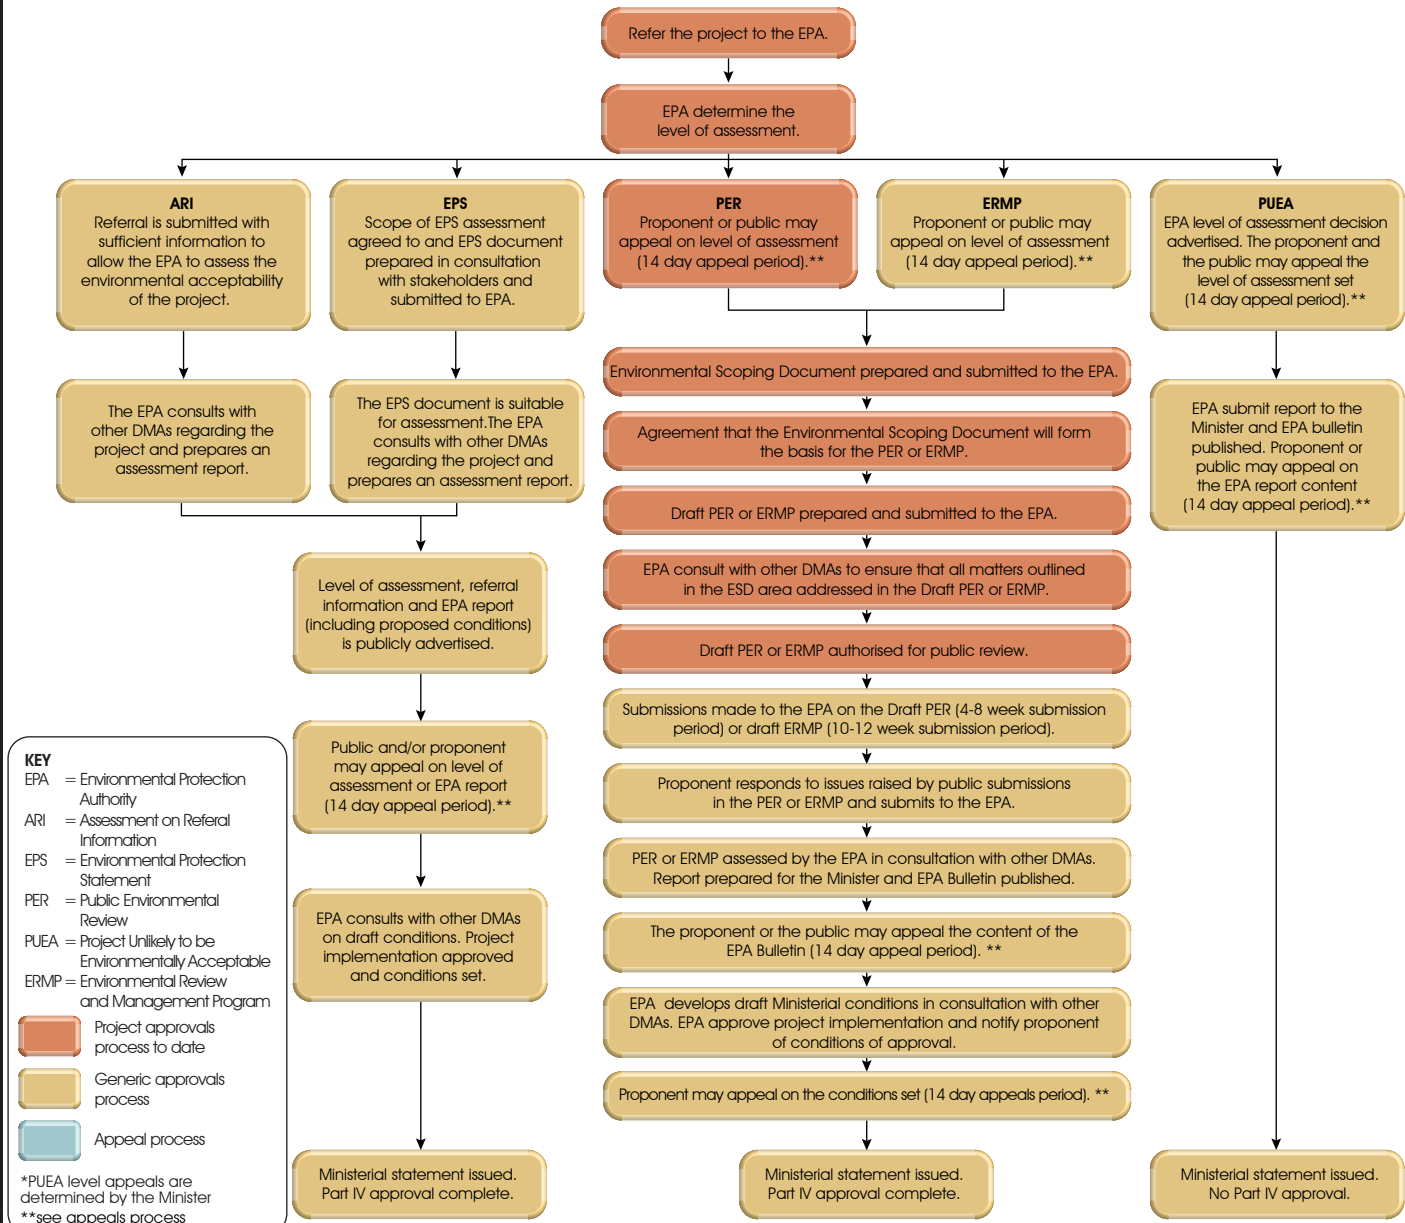 Refer the project to the EPA.
EPA determine the
level of assessment.
ARI
Referral is submitted with
sufficient information to
allow the EPA to assess the
environmental acceptability
of the project.
EPS
Scope of EPS assessment
agreed to and EPS document
prepared in consultation
with stakeholders and
submitted to EPA.
PER
Proponent or public may
appeal on level of assessment
(14 day appeal period).**
ERMP
Proponent or public may
appeal on level of assessment
(14 day appeal period).**
PUEA
EPA level of assessment decision
advertised. The proponent and
the public may appeal the
level of assessment set
(14 day appeal period).**
The EPA consults with
other DMAs regarding the
project and prepares an
assessment report.
The EPS document is suitable
for assessment.The EPA
consults with other DMAs
regarding the project and
prepares an assessment report.
Level of assessment, referral
information and EPA report
(including proposed conditions)
is publicly advertised.
Public and/or proponent
may appeal on level of
assessment or EPA report
(14 day appeal period).**
EPA consults with other DMAs
on draft conditions. Project
implementation approved
and conditions set.
Ministerial statement issued.
Part IV approval complete.
Environmental Scoping Document prepared and submitted to the EPA.
Agreement that the Environmental Scoping Document will form
the basis for the PER or ERMP.
Draft PER or ERMP prepared and submitted to the EPA.
EPA consult with other DMAs to ensure that all matters outlined
in the ESD area addressed in the Draft PER or ERMP.
Draft PER or ERMP authorised for public review.
Submissions made to the EPA on the Draft PER (4-8 week submission
period) or draft ERMP (10-12 week submission period).
Proponent responds to issues raised by public submissions
in the PER or ERMP and submits to the EPA.
PER or ERMP assessed by the EPA in consultation with other DMAs.
Report prepared for the Minister and EPA Bulletin published.
The proponent or the public may appeal the content of the
EPA Bulletin (14 day appeal period). **
EPA develops draft Ministerial conditions in consultation with other
DMAs. EPA approve project implementation and notify proponent
of conditions of approval.
Proponent may appeal on the conditions set (14 day appeals period). **
Ministerial statement issued.
Part IV approval complete.
EPA submit report to the
Minister and EPA bulletin
published. Proponent or
public may appeal on
the EPA report content
(14 day appeal period).**
Ministerial statement issued.
No Part IV approval.
KEY
EPA = Environmental Protection
Authority
ARI = Assessment on Referal
Information
EPS = Environmental Protection
Statement
PER = Public Environmental
Review
PUEA = Project Unlikely to be
Environmentally Acceptable
ERMP = Environmental Review
and Management Program
Project approvals
process to date
Generic approvals
process
Appeal process
*PUEA level appeals are
determined by the Minister
**see appeals process